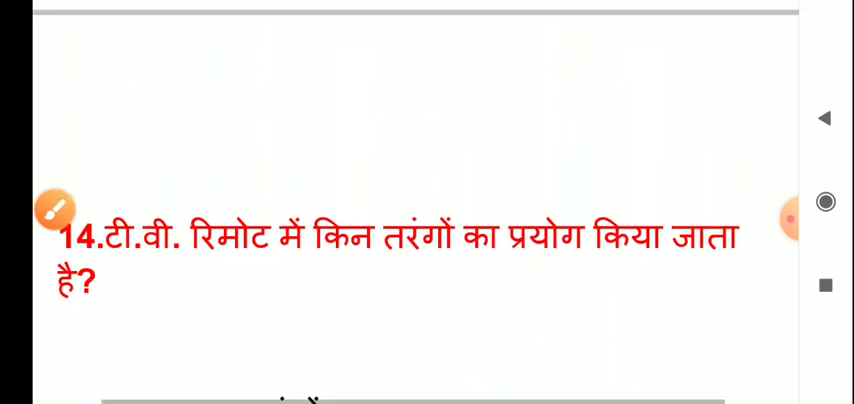 14.टी.वी. रिमोट में किन तरंगों का प्रयोग किया जाता
है?